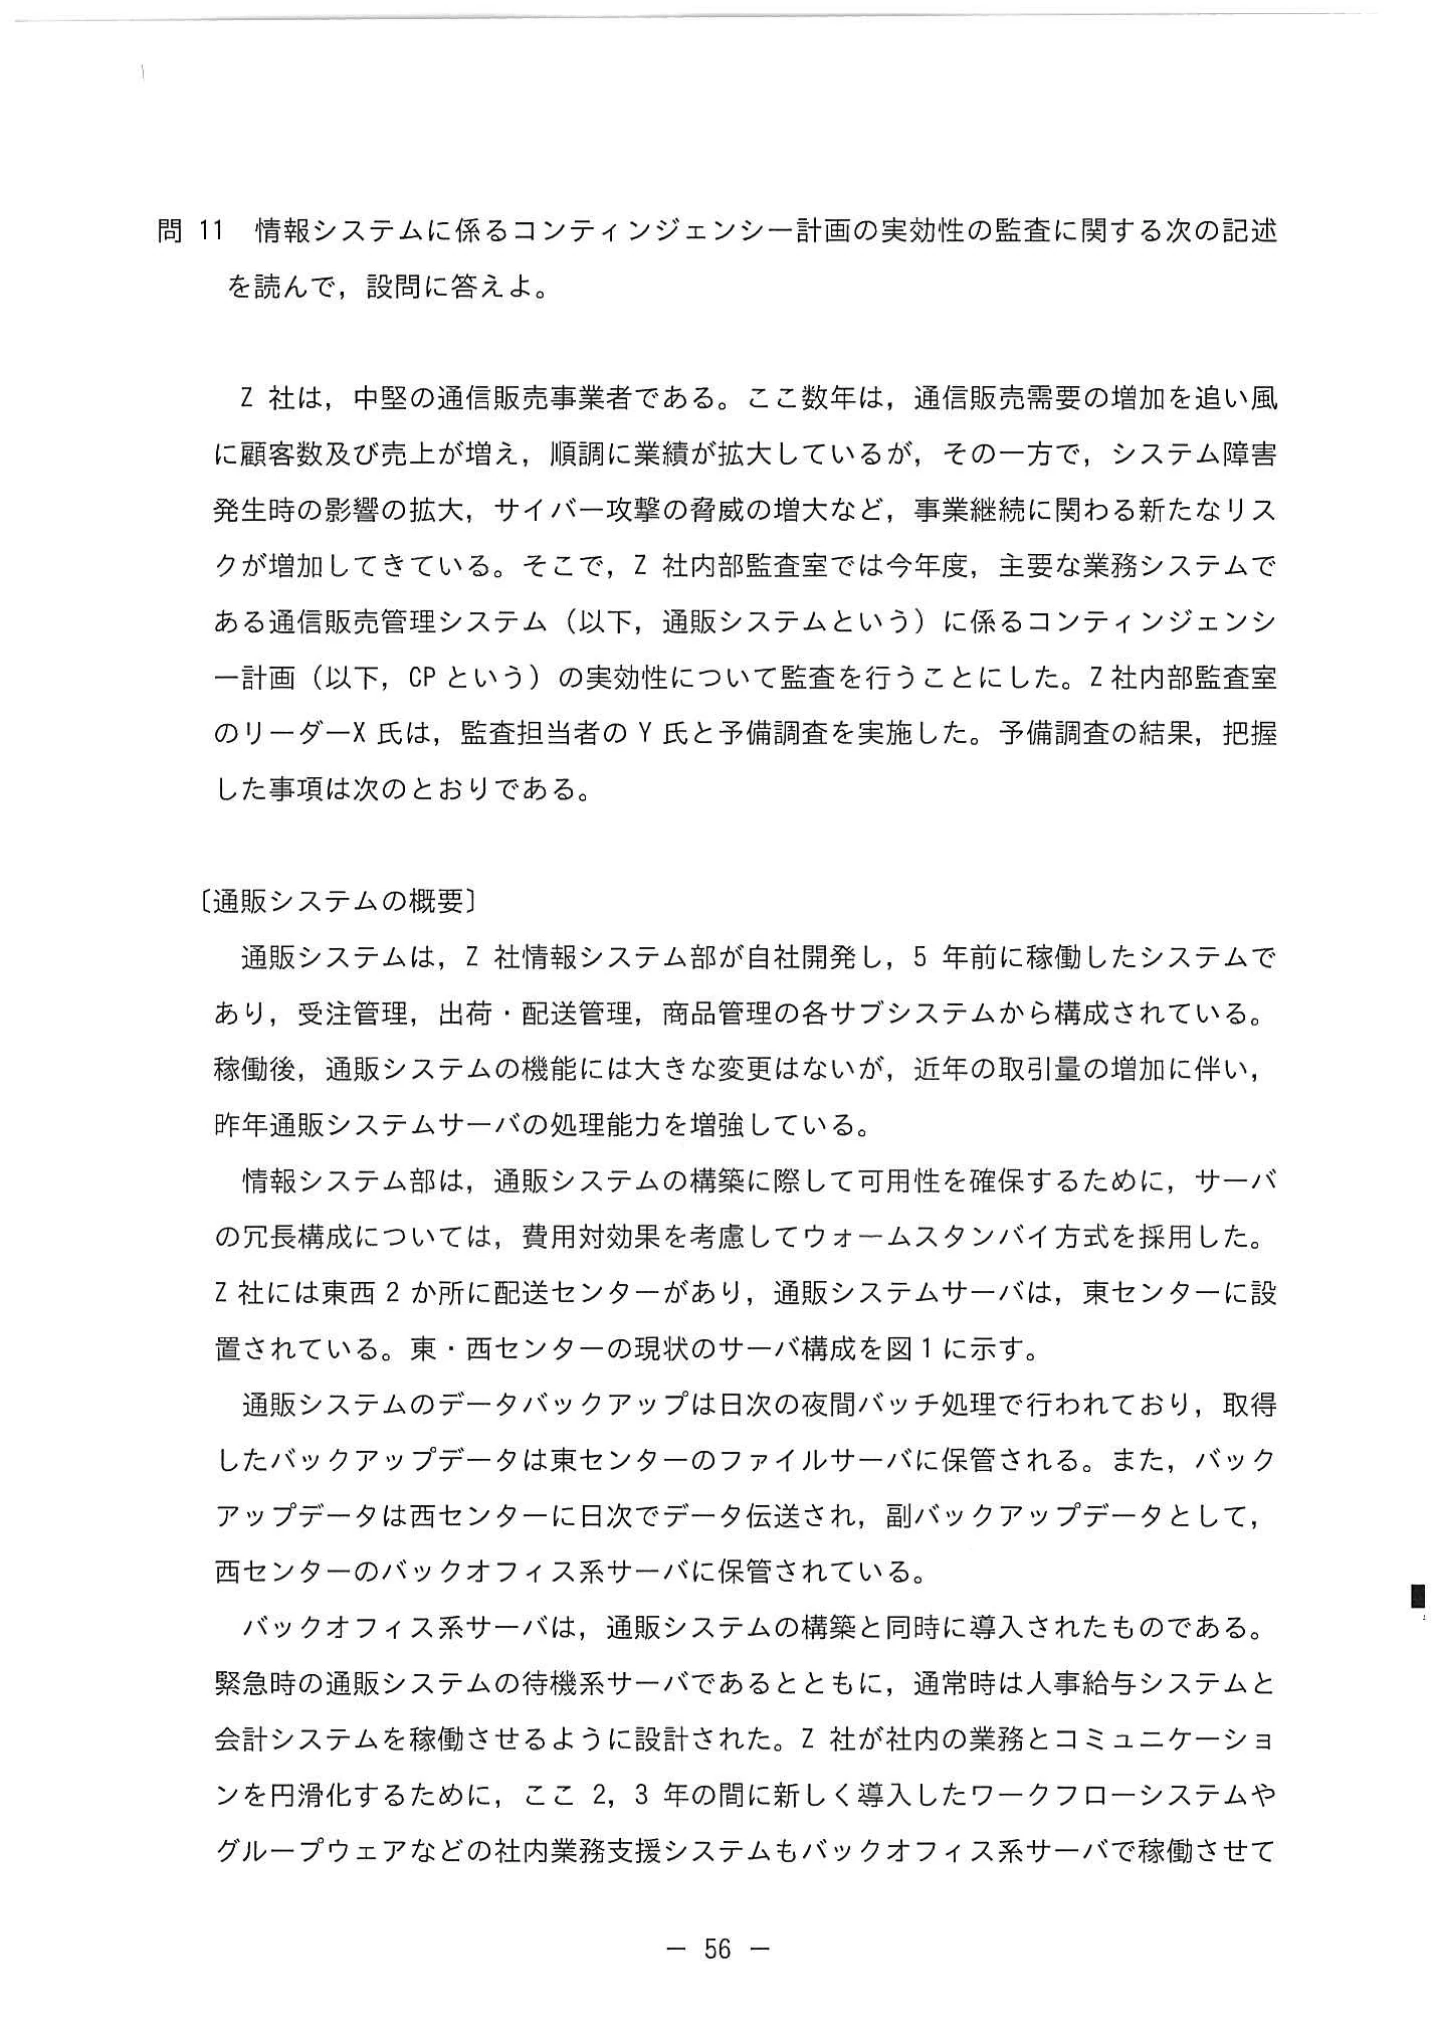 問 11　情報システムに係るコンティンジェンシー計画の実効性の監査に関する次の記述
を読んで，設問に答えよ。
Z 社は，中堅の通信販売事業者である。ここ数年は，通信販売需要の増加を追い風
に顧客数及び売上が増え，順調に業績が拡大しているが，その一方で，システム障害
発生時の影響の拡大，サイバー攻撃の脅威の増大など，事業継続に関わる新たなリス
クが増加してきている。そこで，Z 社内部監査室では今年度，主要な業務システムで
ある通信販売管理システム（以下，通販システムという）に係るコンティンジェンシ
ー計画（以下，CP という）の実効性について監査を行うことにした。Z 社内部監査室
のリーダーX 氏は，監査担当者の Y 氏と予備調査を実施した。予備調査の結果，把握
した事項は次のとおりである。
〔通販システムの概要〕
通販システムは，Z 社情報システム部が自社開発し，5 年前に稼働したシステムで
あり，受注管理，出荷・配送管理，商品管理の各サブシステムから構成されている。
稼働後，通販システムの機能には大きな変更はないが，近年の取引量の増加に伴い，
昨年通販システムサーバの処理能力を増強している。
情報システム部は，通販システムの構築に際して可用性を確保するために，サーバ
の冗長構成については，費用対効果を考慮してウォームスタンバイ方式を採用した。
Z 社には東西 2 か所に配送センターがあり，通販システムサーバは，東センターに設
置されている。東・西センターの現状のサーバ構成を図 1 に示す。
通販システムのデータバックアップは日次の夜間バッチ処理で行われており，取得
したバックアップデータは東センターのファイルサーバに保管される。また，バック
アップデータは西センターに日次でデータ伝送され，副バックアップデータとして，
西センターのバックオフィス系サーバに保管されている。
バックオフィス系サーバは，通販システムの構築と同時に導入されたものである。
緊急時の通販システムの待機系サーバであるとともに，通常時は人事給与システムと
会計システムを稼働させるように設計された。Z 社が社内の業務とコミュニケーショ
ンを円滑化するために，ここ 2，3 年の間に新しく導入したワークフローシステムや
グループウェアなどの社内業務支援システムもバックオフィス系サーバで稼働させて
― 56 ―